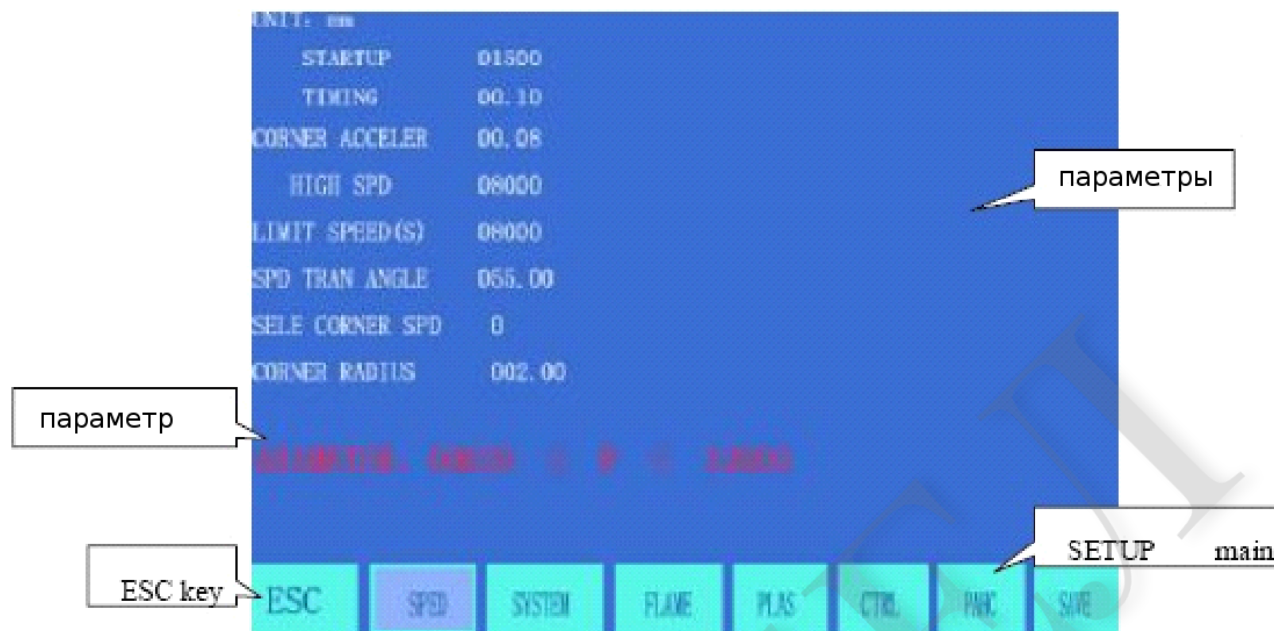 UNIT: mm
STARTUP 01500
TIMING 00.10
CORNER ACCELER 00.08
HIGH SPD 08000
LIMIT SPEED(S) 08000
SPD TRAN ANGLE 055.00
SELE CORNER SPD 0
CORNER RADIUS 002.00
параметры
параметр
SETUP main
ESC key
ESC SPED SYSTEM FLAME PLAS CTRL SAVE